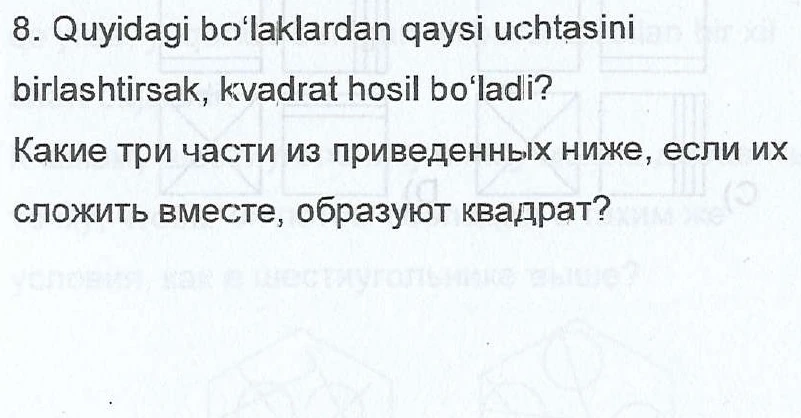 8. Quyidagi bo‘laklardan qaysi uchtasini
birlashtirsak, kvadrat hosil bo‘ladi?
Какие три части из приведенных ниже, если их
сложить вместе, образуют квадрат?